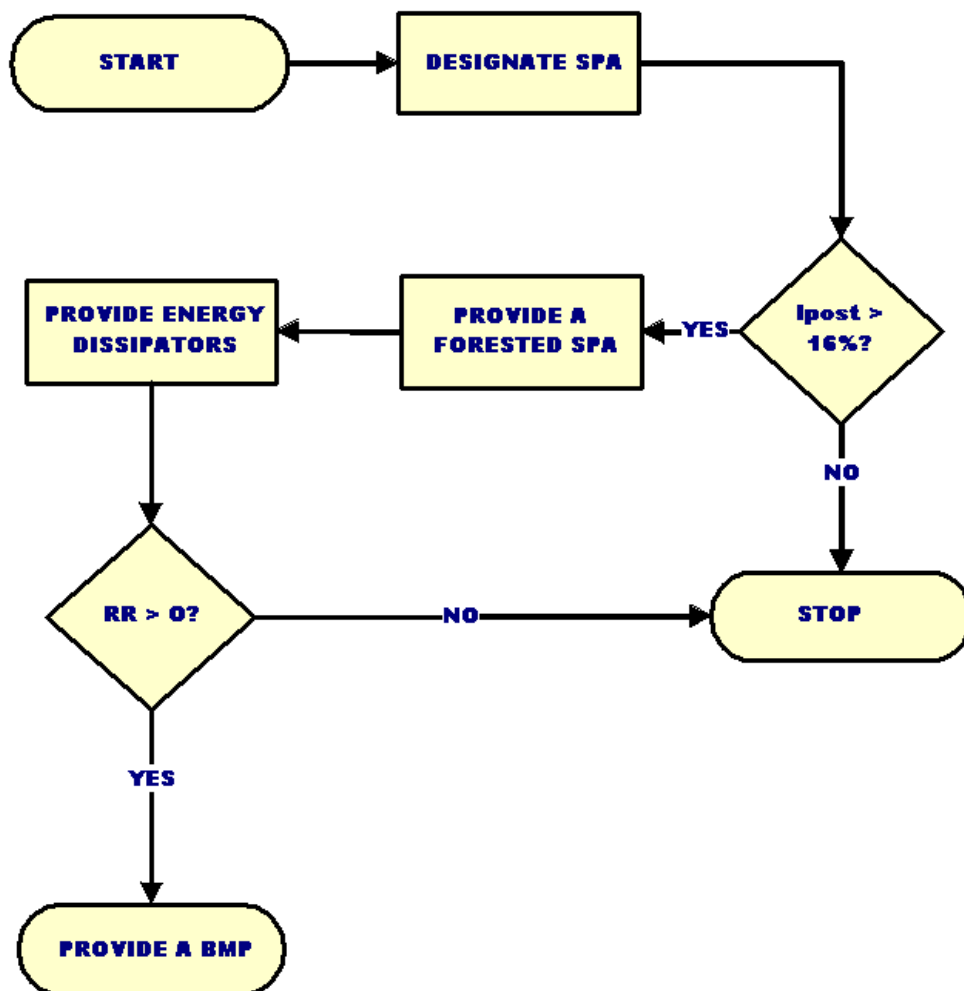 START
DESIGNATE SPA
Ipost >
16%?
YES
PROVIDE A
FORESTED SPA
PROVIDE ENERGY
DISSIPATORS
NO
RR > 0?
NO
STOP
YES
PROVIDE A BMP